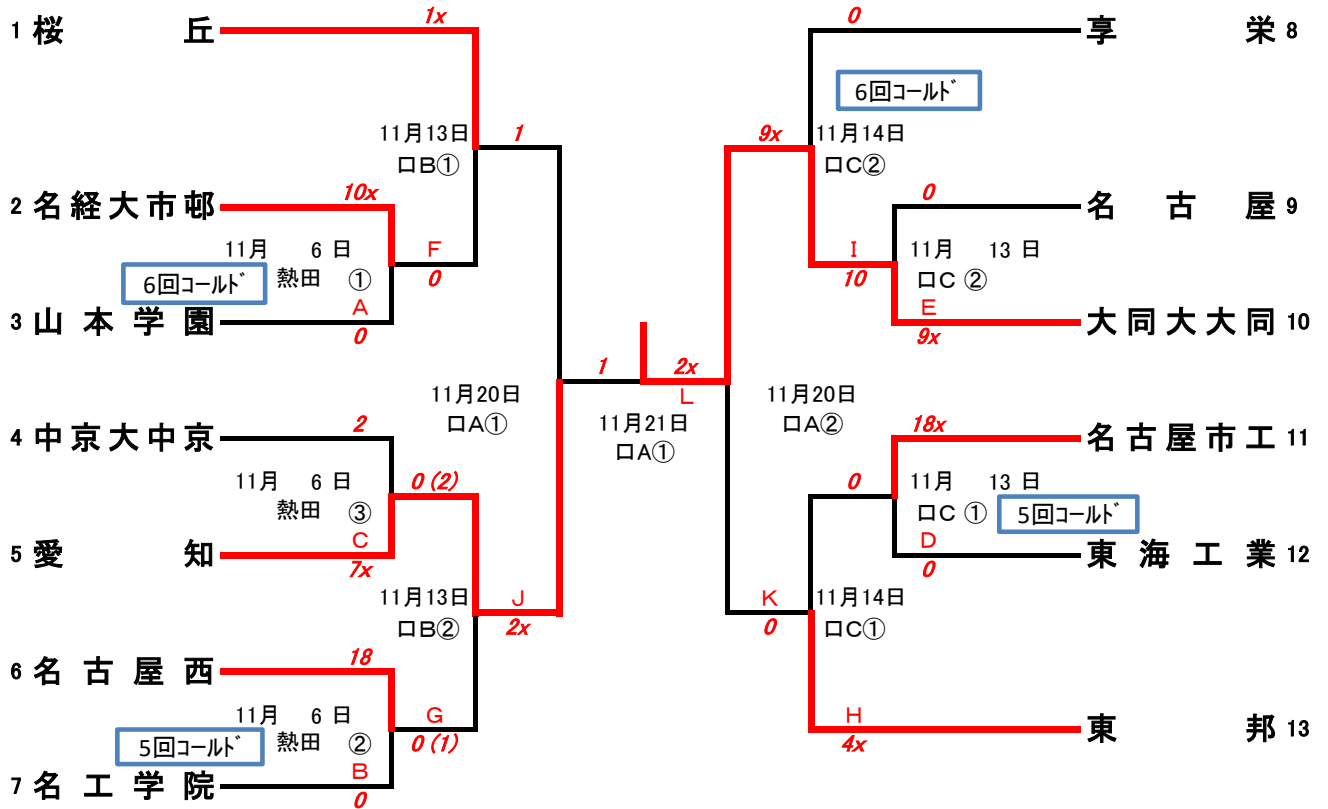 1 桜丘
1x
11月13日
口B①
1
2 名経大市邨
10x
11月 6 日
熱田 ①
6回コールド
F
0
3 山本学園
A
0
4 中京大中京
2
11月 6 日
熱田 ③
0 (2)
5 愛知
C
7x
11月13日
口B②
J
2x
6 名古屋西
18
11月 6 日
熱田 ②
5回コールド
G
0 (1)
7 名工学院
B
0
11月20日
口A①
1
11月21日
口A①
2x
L
11月20日
口A②
0
享栄 8
6回コールド
9x
11月14日
口C②
0
名古屋 9
I
10
11月 13 日
口C ②
E
9x
大同大大同 10
18x
名古屋市工 11
0
11月 13 日
口C ①
5回コールド
D
0
東海工業 12
K
0
11月14日
口C①
H
4x
東邦 13